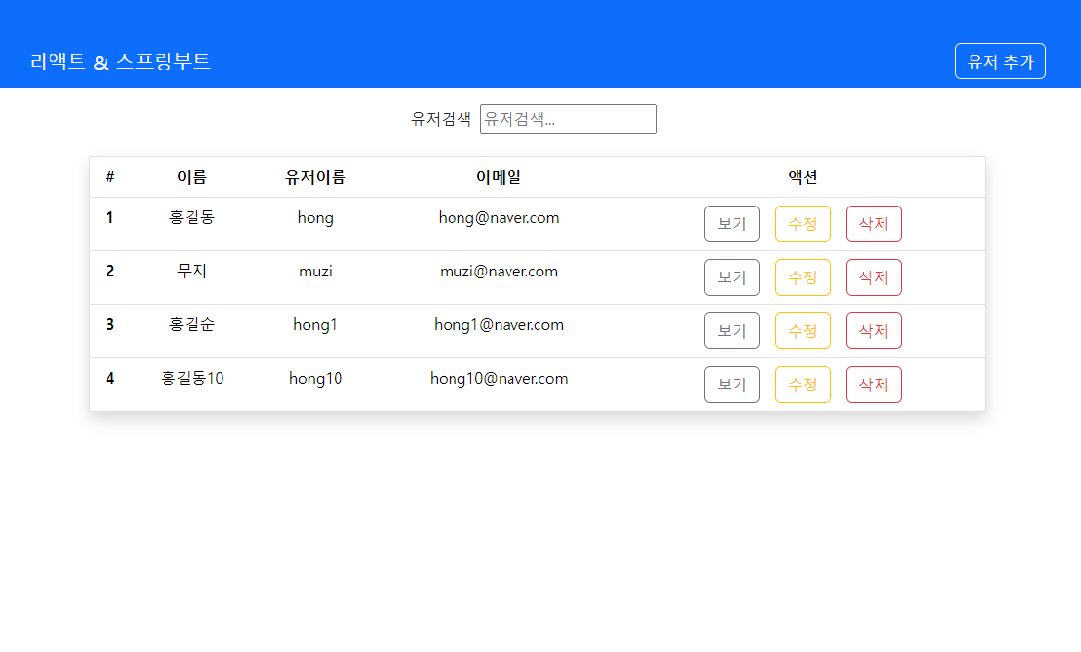 리액트 & 스프링부트 유저 추가
유저검색 유저검색...
# 이름 유저이름 이메일 액션
1 홍길동 hong hong@naver.com 보기 수정 삭제
2 무지 muzi muzi@naver.com 보기 수정 삭제
3 홍길순 hong1 hong1@naver.com 보기 수정 삭제
4 홍길동10 hong10 hong10@naver.com 보기 수정 삭제